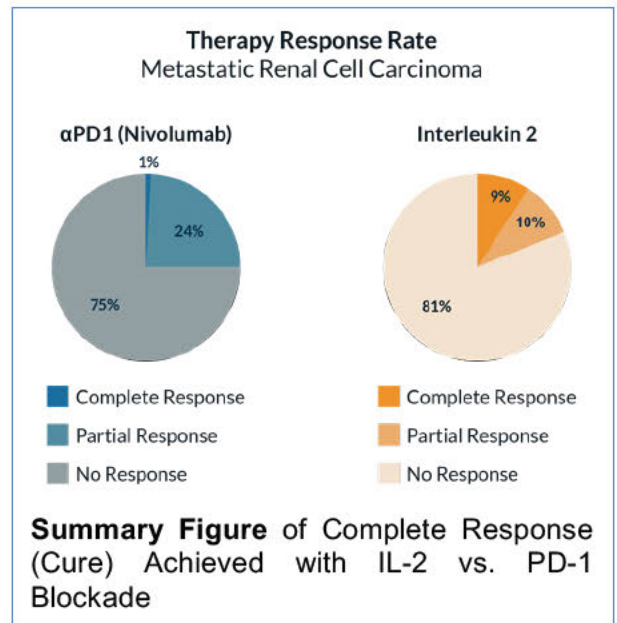 Therapy Response Rate
Metastatic Renal Cell Carcinoma
αPD1 (Nivolumab)
1%
24%
75%
Complete Response
Partial Response
No Response
Interleukin 2
9%
10%
81%
Complete Response
Partial Response
No Response
Summary Figure of Complete Response
(Cure) Achieved with IL-2 vs. PD-1
Blockade